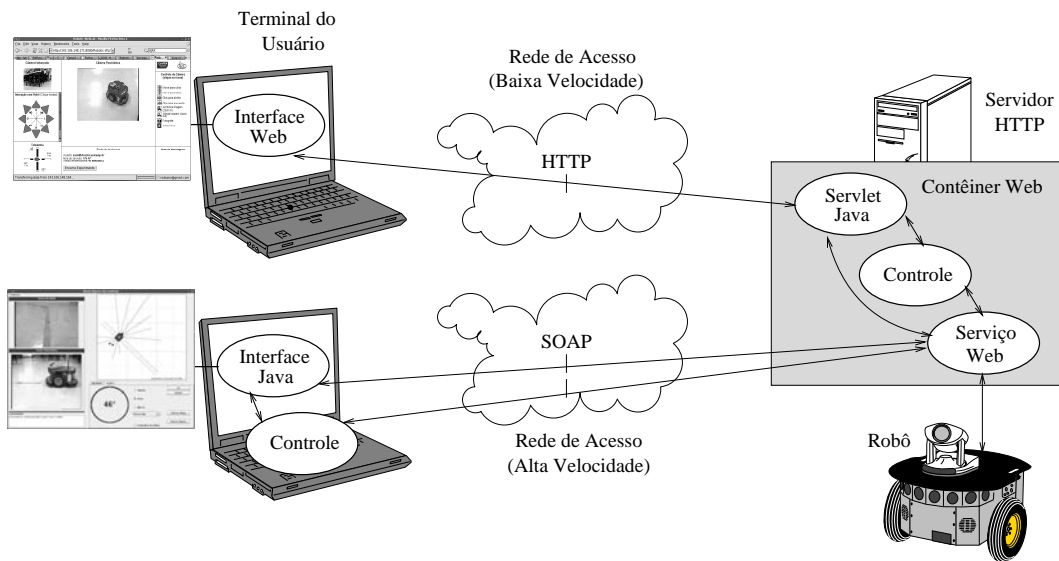 Terminal do
Usuário
Rede de Acesso
(Baixa Velocidade)
Servidor
HTTP
Interface
Web
HTTP
Contêiner Web
Servlet
Java
Controle
Serviço
Web
SOAP
Interface
Java
Controle
46°
Rede de Acesso
(Alta Velocidade)
Robô